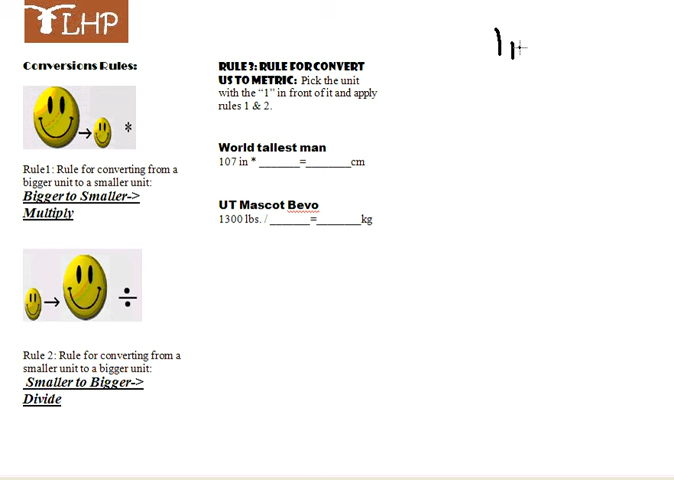 LHP
Conversions Rules:
*
Rule1: Rule for converting from a
bigger unit to a smaller unit:
Bigger to Smaller->
Multiply
÷
Rule 2: Rule for converting from a
smaller unit to a bigger unit:
Smaller to Bigger->
Divide
RULE 3: RULE FOR CONVERT
US TO METRIC: Pick the unit
with the “1” in front of it and apply
rules 1 & 2.
World tallest man
107 in * _______=________cm
UT Mascot Bevo
1300 lbs. / _______=________kg